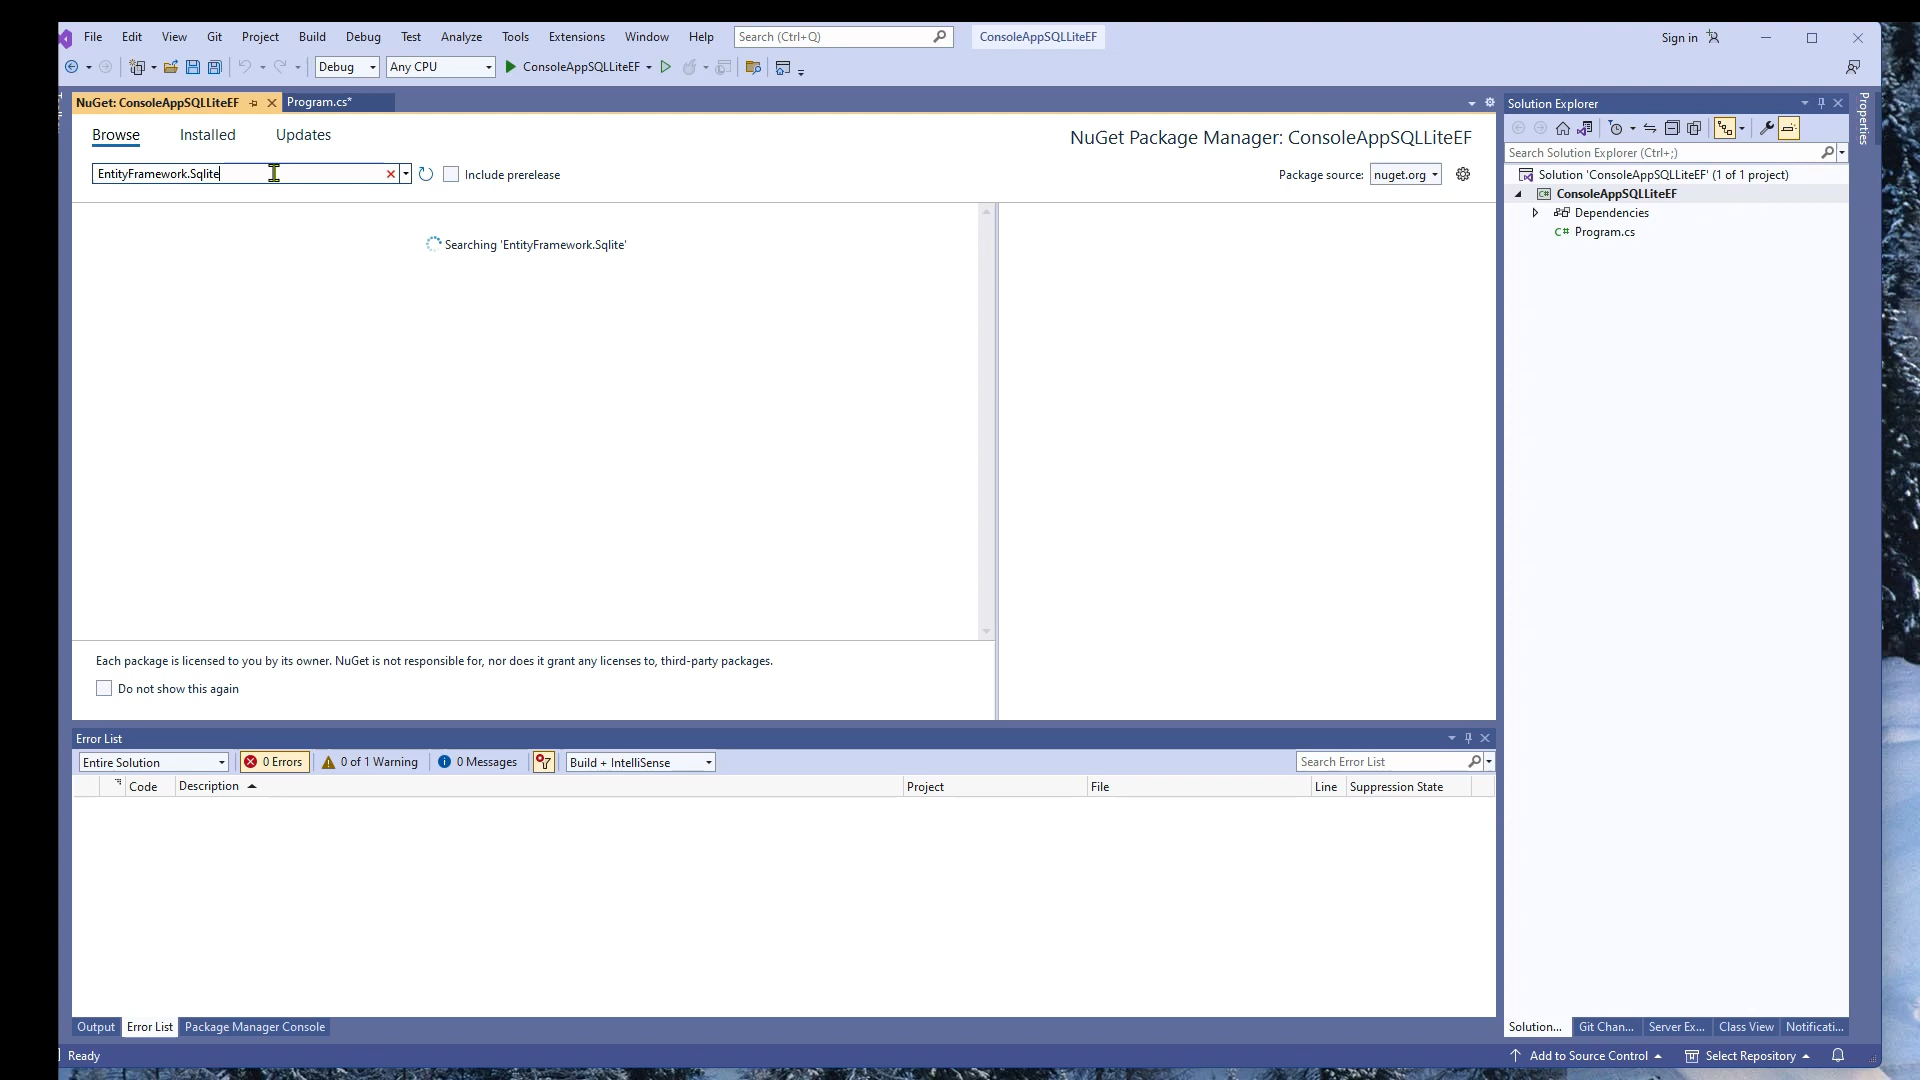 File Edit View Git Project Build Debug Test Analyze Tools Extensions Window Help Search (Ctrl+Q) ConsoleAppSQLLiteEF Sign in
Debug Any CPU ConsoleAppSQLLiteEF
NuGet: ConsoleAppSQLLiteEF Program.cs*
Browse Installed Updates
NuGet Package Manager: ConsoleAppSQLLiteEF
EntityFramework.Sqlite Include prerelease Package source: nuget.org
Searching 'EntityFramework.Sqlite'
Each package is licensed to you by its owner. NuGet is not responsible for, nor does it grant any licenses to, third-party packages.
Do not show this again
Solution Explorer
Search Solution Explorer (Ctrl+;)
Solution 'ConsoleAppSQLLiteEF' (1 of 1 project)
C# ConsoleAppSQLLiteEF
Dependencies
C# Program.cs
Properties
Error List
Entire Solution 0 Errors 0 of 1 Warning 0 Messages Build + IntelliSense Search Error List
Code Description Project File Line Suppression State
Output Error List Package Manager Console
Solution... Git Chan... Server Ex... Class View Notificati...
Ready Add to Source Control Select Repository